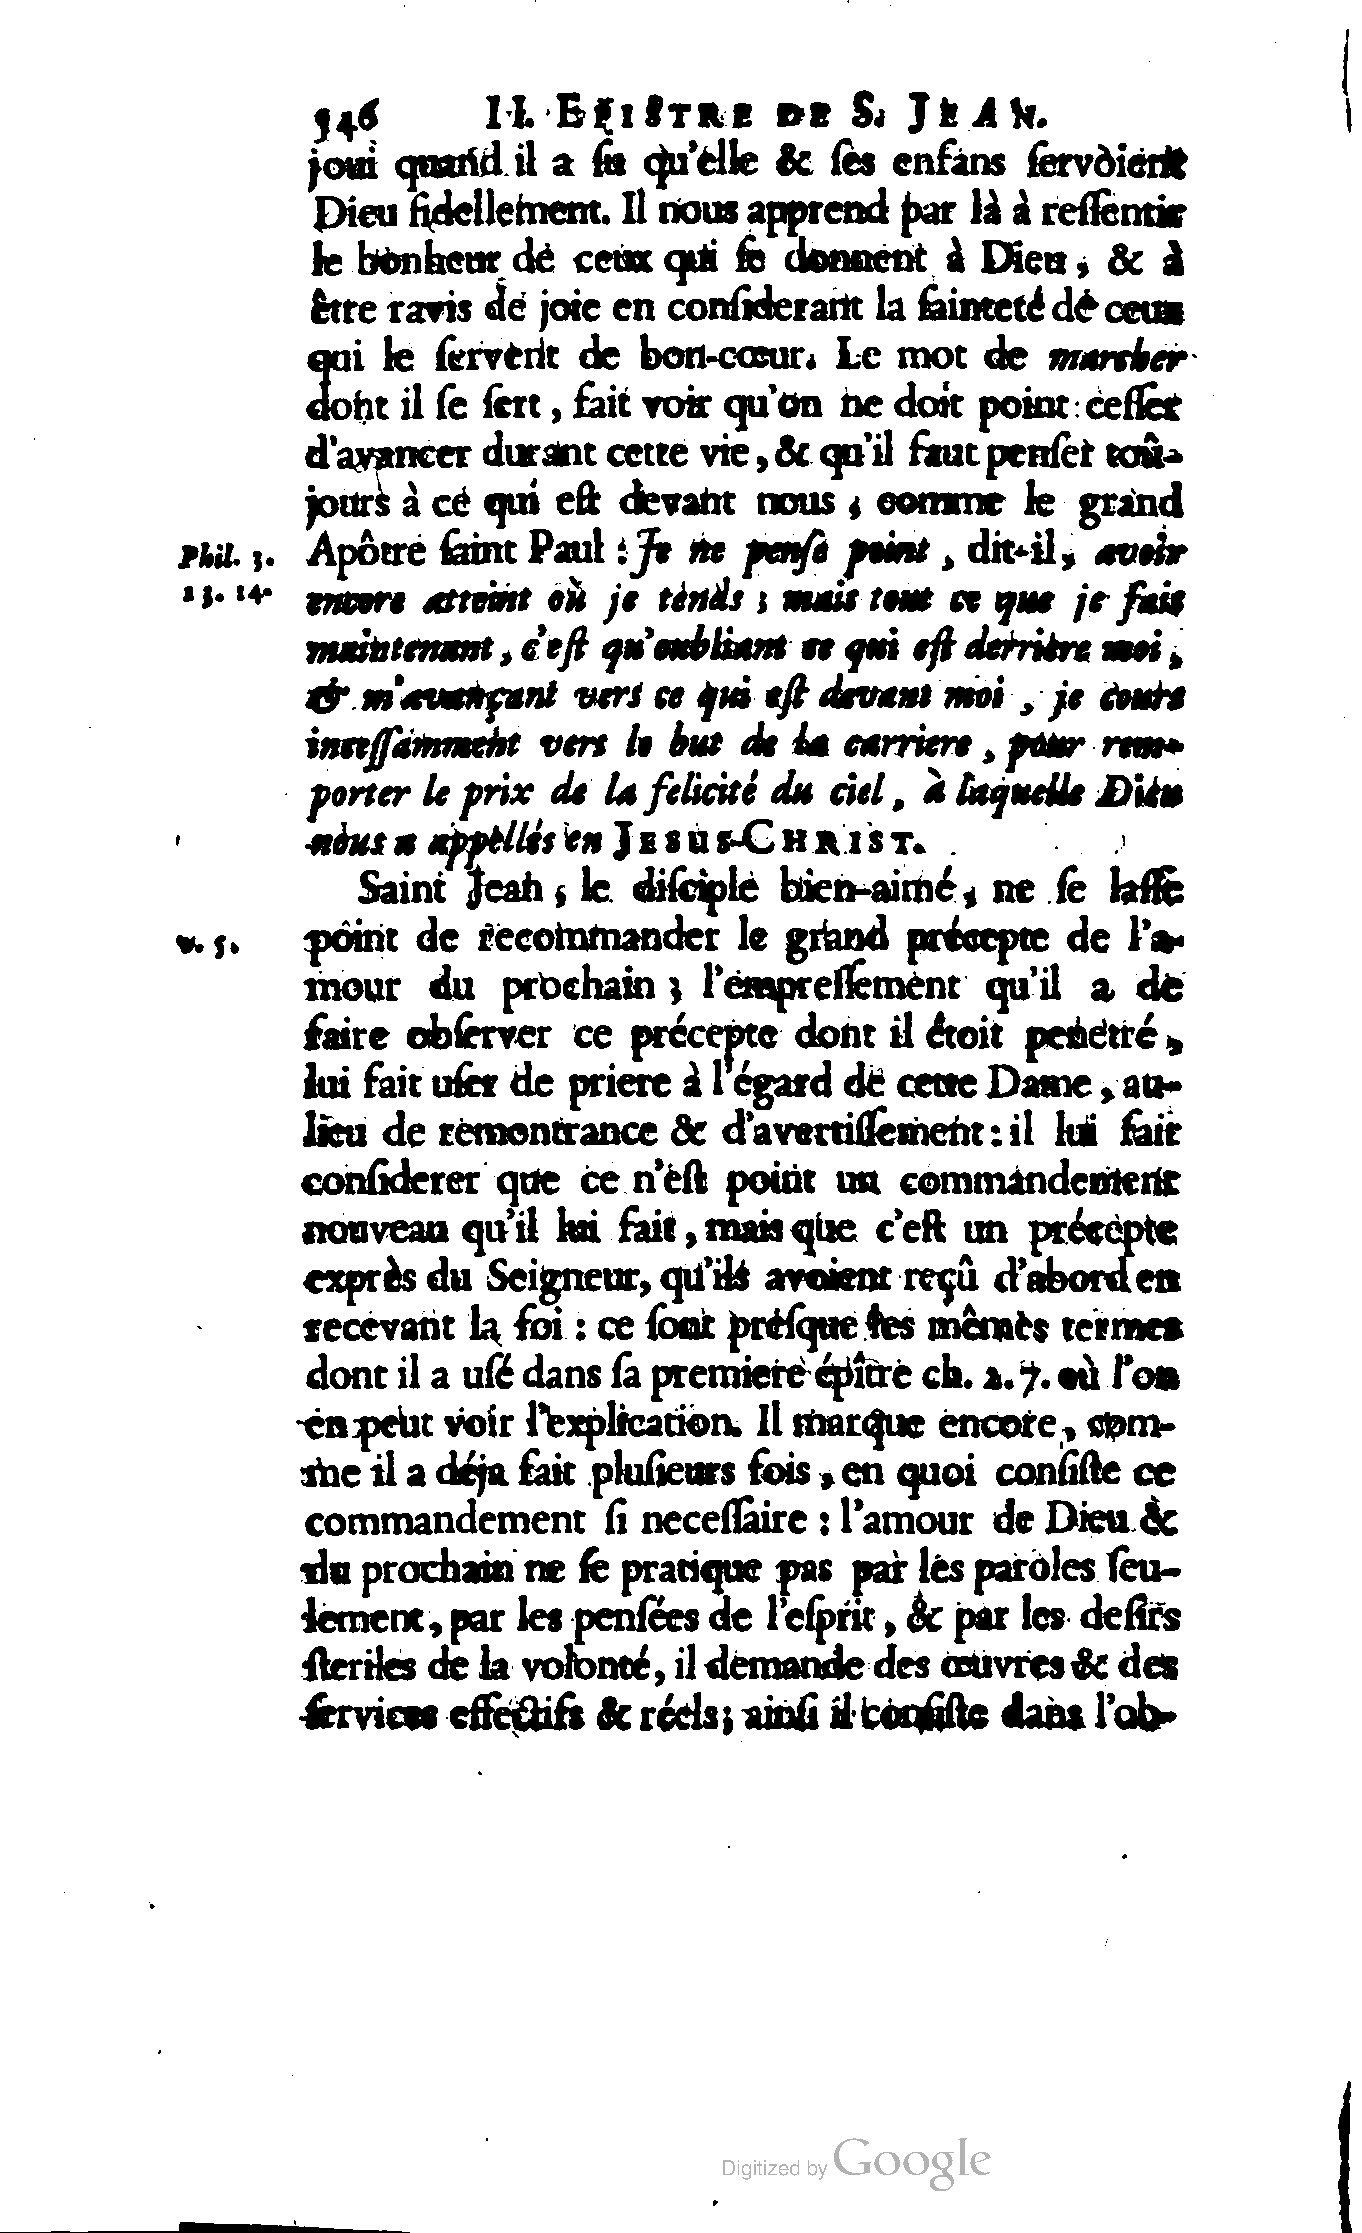 546 II. EPISTRE DE S. JEAN.
joui quand il a ſu qu'elle & ſes enfans ſervoient
Dieu fidellement. Il nous apprend par là à reſſentir
le bonheur de ceux qui ſe donnent à Dieu, & à
être ravis de joie en conſiderant la ſainteté de ceux
qui le ſervent de bon-cœur. Le mot de marcher
dont il ſe ſert, fait voir qu'on ne doit point ceſſer
d'avancer durant cette vie, & qu'il faut penſer toû-
jours à ce qui eſt devant nous, comme le grand
Phil. 3. Apôtre ſaint Paul : Je ne penſe point, dit-il, avoir
13. 14. encore atteint où je tends ; mais tout ce que je fais
maintenant, c'eſt qu'oubliant ce qui eſt derriére moi,
& m'avançant vers ce qui eſt devant moi, je cours
inceſſamment vers le but de la carriere, pour rem-
porter le prix de la felicité du ciel, à laquelle Dieu
nous a appellés en JESUS-CHRIST.
Saint Jean, le diſciple bien-aimé, ne ſe laſſe
v. 5. point de recommander le grand précepte de l'a-
mour du prochain ; l'empreſſement qu'il a de
faire obſerver ce précepte dont il étoit penetré,
lui fait uſer de priere à l'égard de cette Dame, au-
lieu de remontrance & d'avertiſſement : il lui fait
conſiderer que ce n'eſt point un commandement
nouveau qu'il lui fait, mais que c'eſt un précepte
exprès du Seigneur, qu'ils avoient reçû d'abord en
recevant la foi : ce ſont preſque les mêmes termes
dont il a uſé dans ſa premiere épître ch. 2. 7. où l'on
en peut voir l'explication. Il marque encore, com-
me il a déja fait pluſieurs fois, en quoi conſiſte ce
commandement ſi neceſſaire : l'amour de Dieu &
du prochain ne ſe pratique pas par les paroles ſeu-
lement, par les penſées de l'eſprit, & par les deſirs
ſteriles de la volonté, il demande des œuvres & des
ſervices effectifs & réels ; ainſi il conſiſte dans l'ob-
Digitized by Google